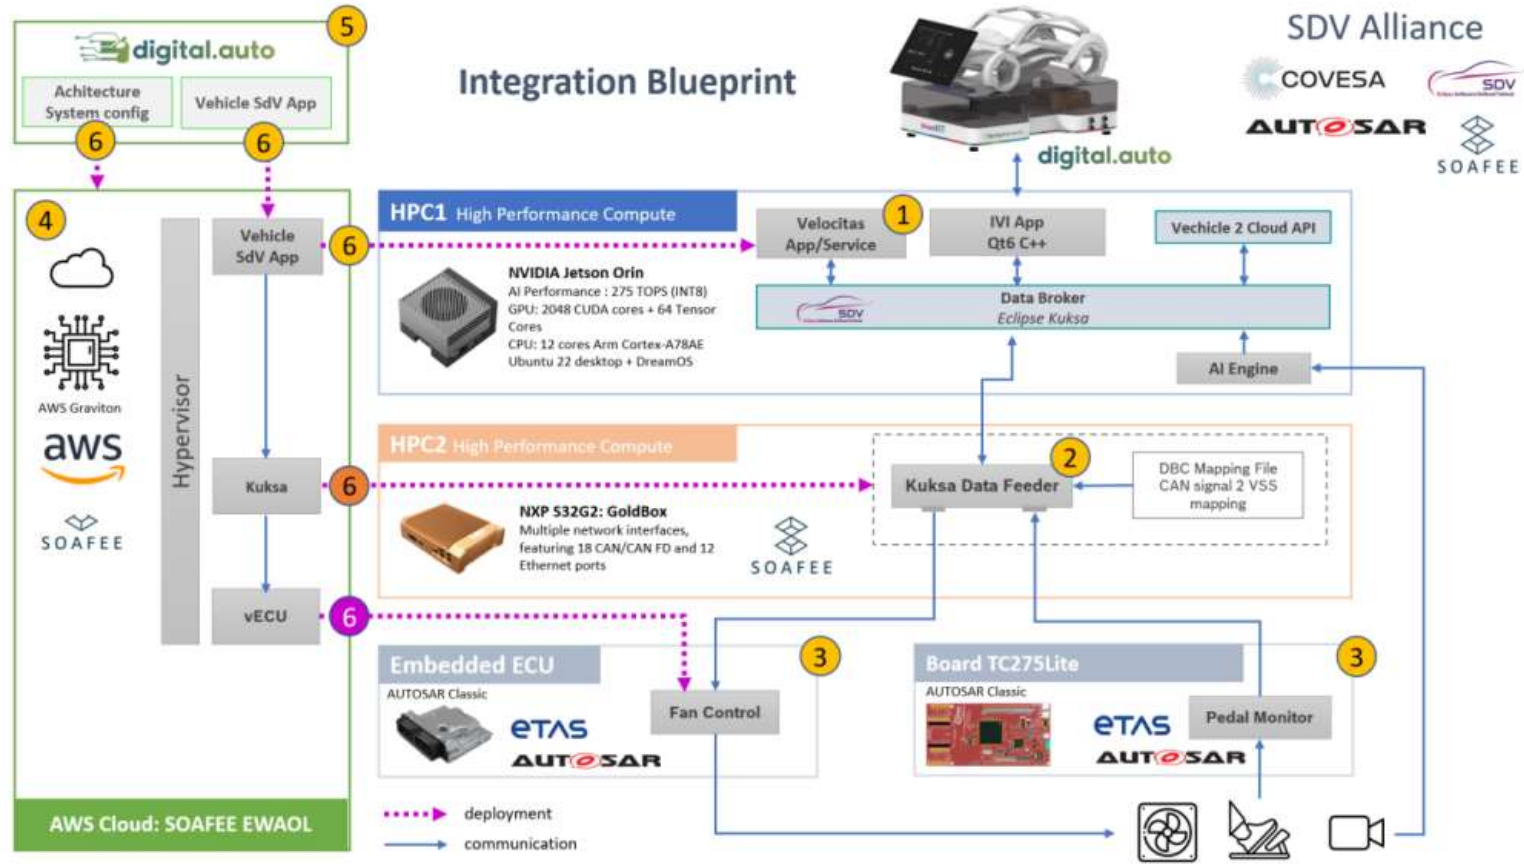 5
digital.auto
Achitecture
System config
Vehicle SdV App
6
6
Integration Blueprint
digital.auto
SDV Alliance
COVESA
SDV
AUTOSAR
SOAFEE
4
AWS Graviton
aws
SOAFEE
Hypervisor
Vehicle
SdV App
6
Kuksa
6
vECU
6
AWS Cloud: SOAFEE EWAOL
HPC1 High Performance Compute
NVIDIA Jetson Orin
AI Performance : 275 TOPS (INT8)
GPU: 2048 CUDA cores + 64 Tensor
Cores
CPU: 12 cores Arm Cortex-A78AE
Ubuntu 22 desktop + DreamOS
Velocitas
App/Service
1
IVI App
Qt6 C++
Vechicle 2 Cloud API
SDV
Data Broker
Eclipse Kuksa
AI Engine
HPC2 High Performance Compute
NXP S32G2: GoldBox
Multiple network interfaces,
featuring 18 CAN/CAN FD and 12
Ethernet ports
SOAFEE
Kuksa Data Feeder
2
DBC Mapping File
CAN signal 2 VSS
mapping
Embedded ECU
3
AUTOSAR Classic
ETAS
AUTOSAR
Fan Control
Board TC275Lite
3
AUTOSAR Classic
ETAS
AUTOSAR
Pedal Monitor
deployment
communication